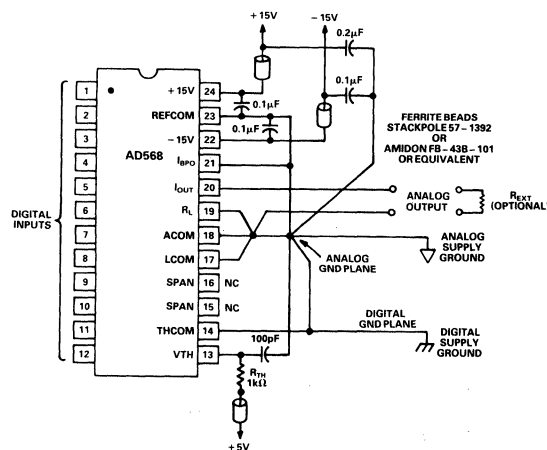 +15V
-15V
0.2μF
0.1μF
1
2
3
4
5
6
7
8
9
10
11
12
DIGITAL
INPUTS
AD568
+15V 24
REFCOM 23
-15V 22
IBPO 21
IOUT 20
RL 19
ACOM 18
LCOM 17
SPAN 16 NC
SPAN 15 NC
THCOM 14
VTH 13
0.1μF
0.1μF
FERRITE BEADS
STACKPOLE 57-1392
OR
AMIDON FB-43B-101
OR EQUIVALENT
ANALOG
OUTPUT
REXT
(OPTIONAL)
ANALOG
GND PLANE
ANALOG
SUPPLY
GROUND
DIGITAL
GND PLANE
DIGITAL
SUPPLY
GROUND
100pF
RTH
1kΩ
+5V